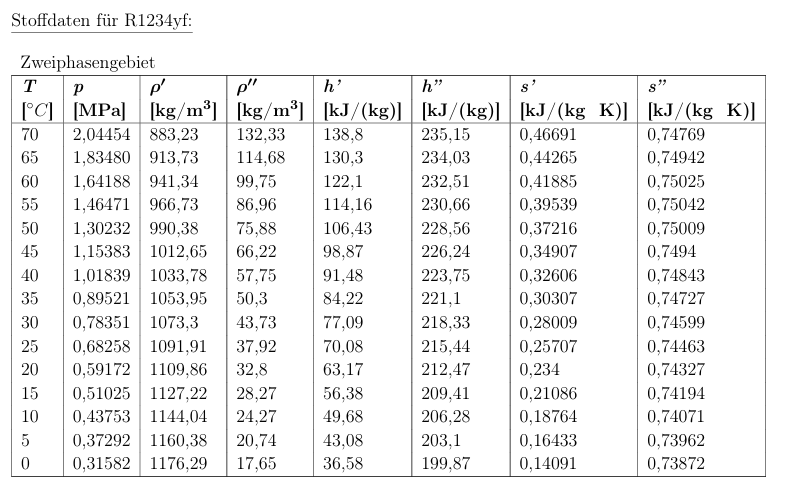 Stoffdaten für R1234yf:
Zweiphasengebiet
T p ρ′ ρ′′ h' h” s' s”
[°C] [MPa] [kg/m³] [kg/m³] [kJ/(kg)] [kJ/(kg)] [kJ/(kg K)] [kJ/(kg K)]
70 2,04454 883,23 132,33 138,8 235,15 0,46691 0,74769
65 1,83480 913,73 114,68 130,3 234,03 0,44265 0,74942
60 1,64188 941,34 99,75 122,1 232,51 0,41885 0,75025
55 1,46471 966,73 86,96 114,16 230,66 0,39539 0,75042
50 1,30232 990,38 75,88 106,43 228,56 0,37216 0,75009
45 1,15383 1012,65 66,22 98,87 226,24 0,34907 0,7494
40 1,01839 1033,78 57,75 91,48 223,75 0,32606 0,74843
35 0,89521 1053,95 50,3 84,22 221,1 0,30307 0,74727
30 0,78351 1073,3 43,73 77,09 218,33 0,28009 0,74599
25 0,68258 1091,91 37,92 70,08 215,44 0,25707 0,74463
20 0,59172 1109,86 32,8 63,17 212,47 0,234 0,74327
15 0,51025 1127,22 28,27 56,38 209,41 0,21086 0,74194
10 0,43753 1144,04 24,27 49,68 206,28 0,18764 0,74071
5 0,37292 1160,38 20,74 43,08 203,1 0,16433 0,73962
0 0,31582 1176,29 17,65 36,58 199,87 0,14091 0,73872